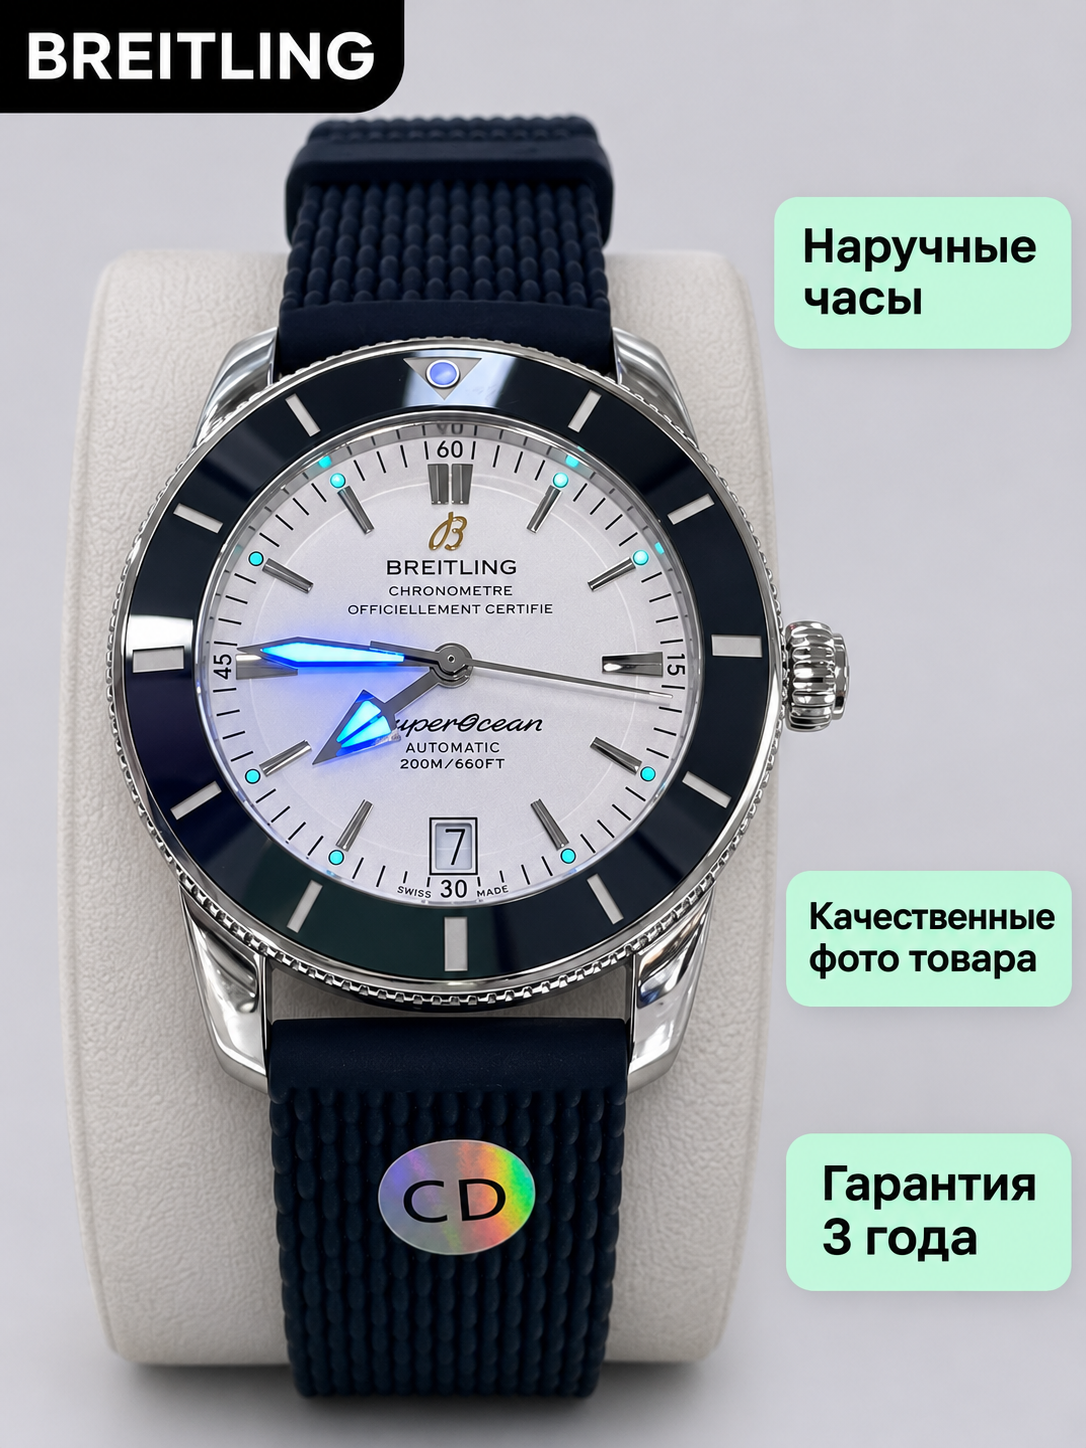 BREITLING
Наручные
часы
60
B
BREITLING
CHRONOMETRE
OFFICIELLEMENT CERTIFIE
45
15
uperOcean
AUTOMATIC
200M/660FT
7
SWISS 30 MADE
Качественные
фото товара
CD
Гарантия
3 года